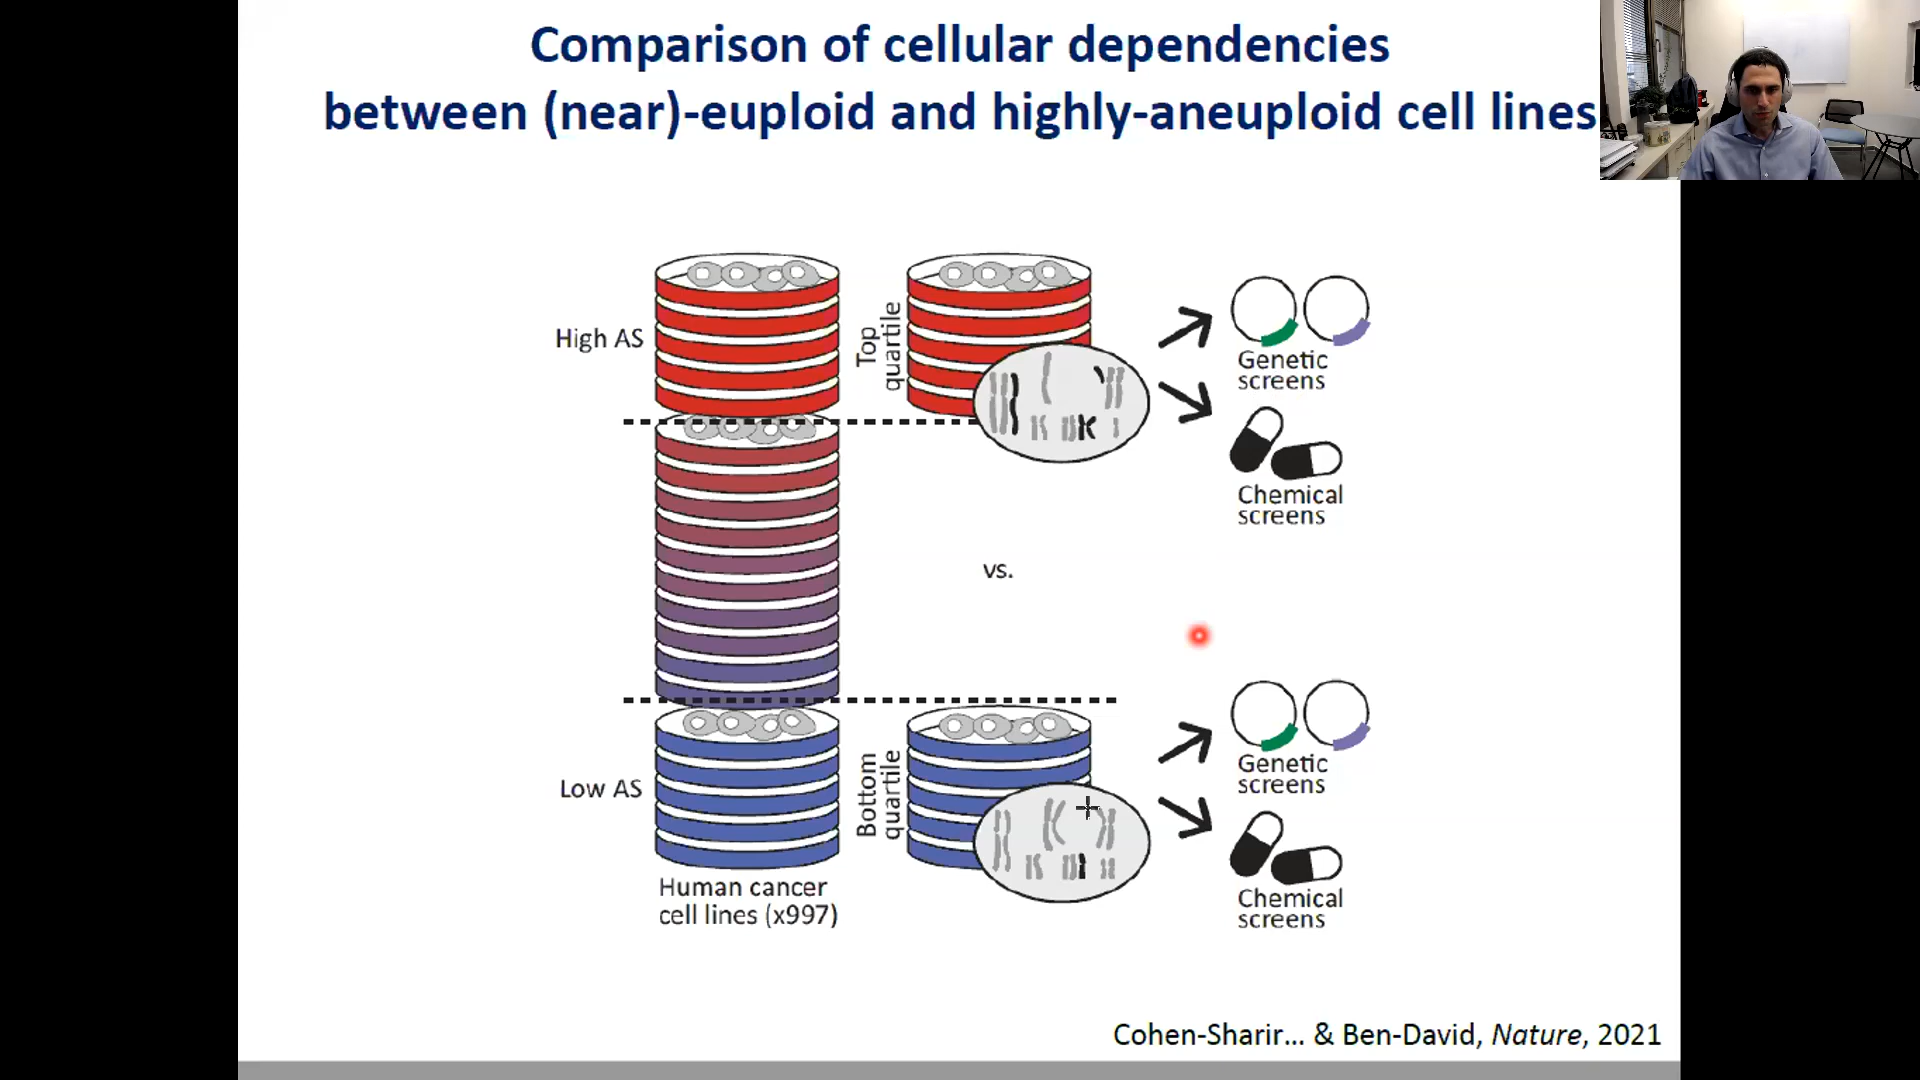 Comparison of cellular dependencies
between (near)-euploid and highly-aneuploid cell lines
High AS
Top
quartile
Genetic
screens
Chemical
screens
vs.
Low AS
Bottom
quartile
Genetic
screens
Chemical
screens
Human cancer
cell lines (x997)
Cohen-Sharir... & Ben-David, Nature, 2021